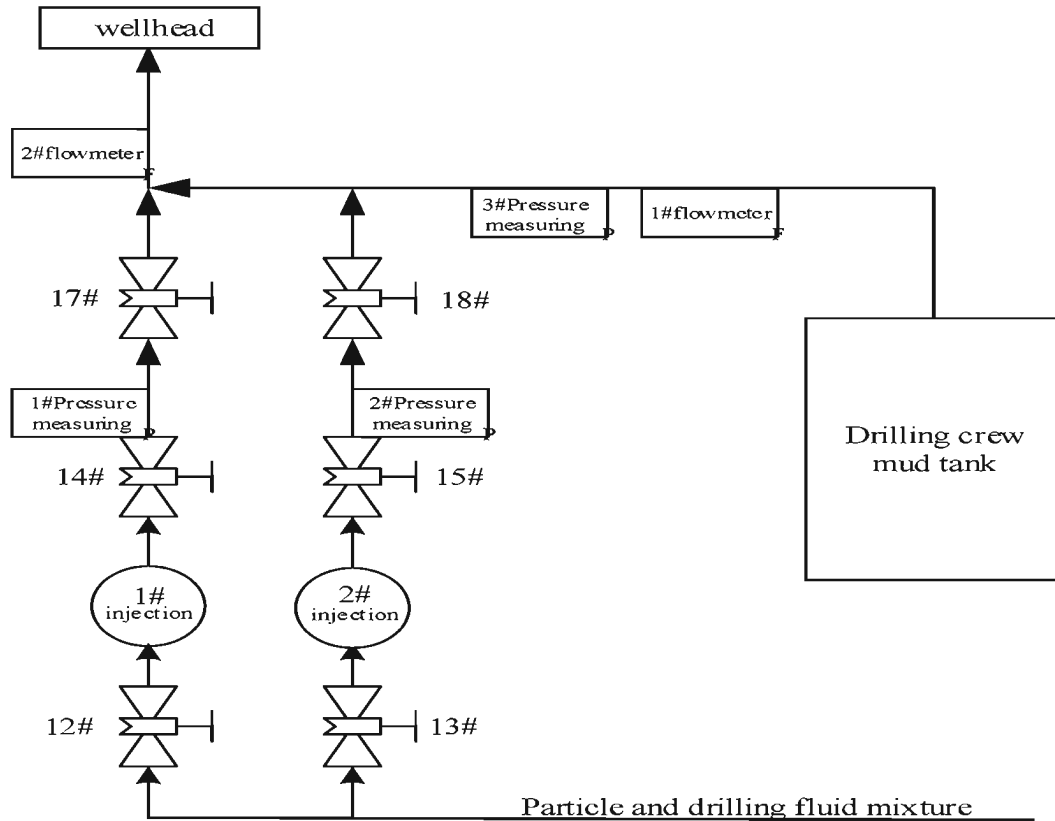 wellhead
2#flowmeter
F
3#Pressure
measuring
P
1#flowmeter
F
17#
18#
1#Pressure
measuring
P
2#Pressure
measuring
P
Drilling crew
mud tank
14#
15#
1#
injection
2#
injection
12#
13#
Particle and drilling fluid mixture